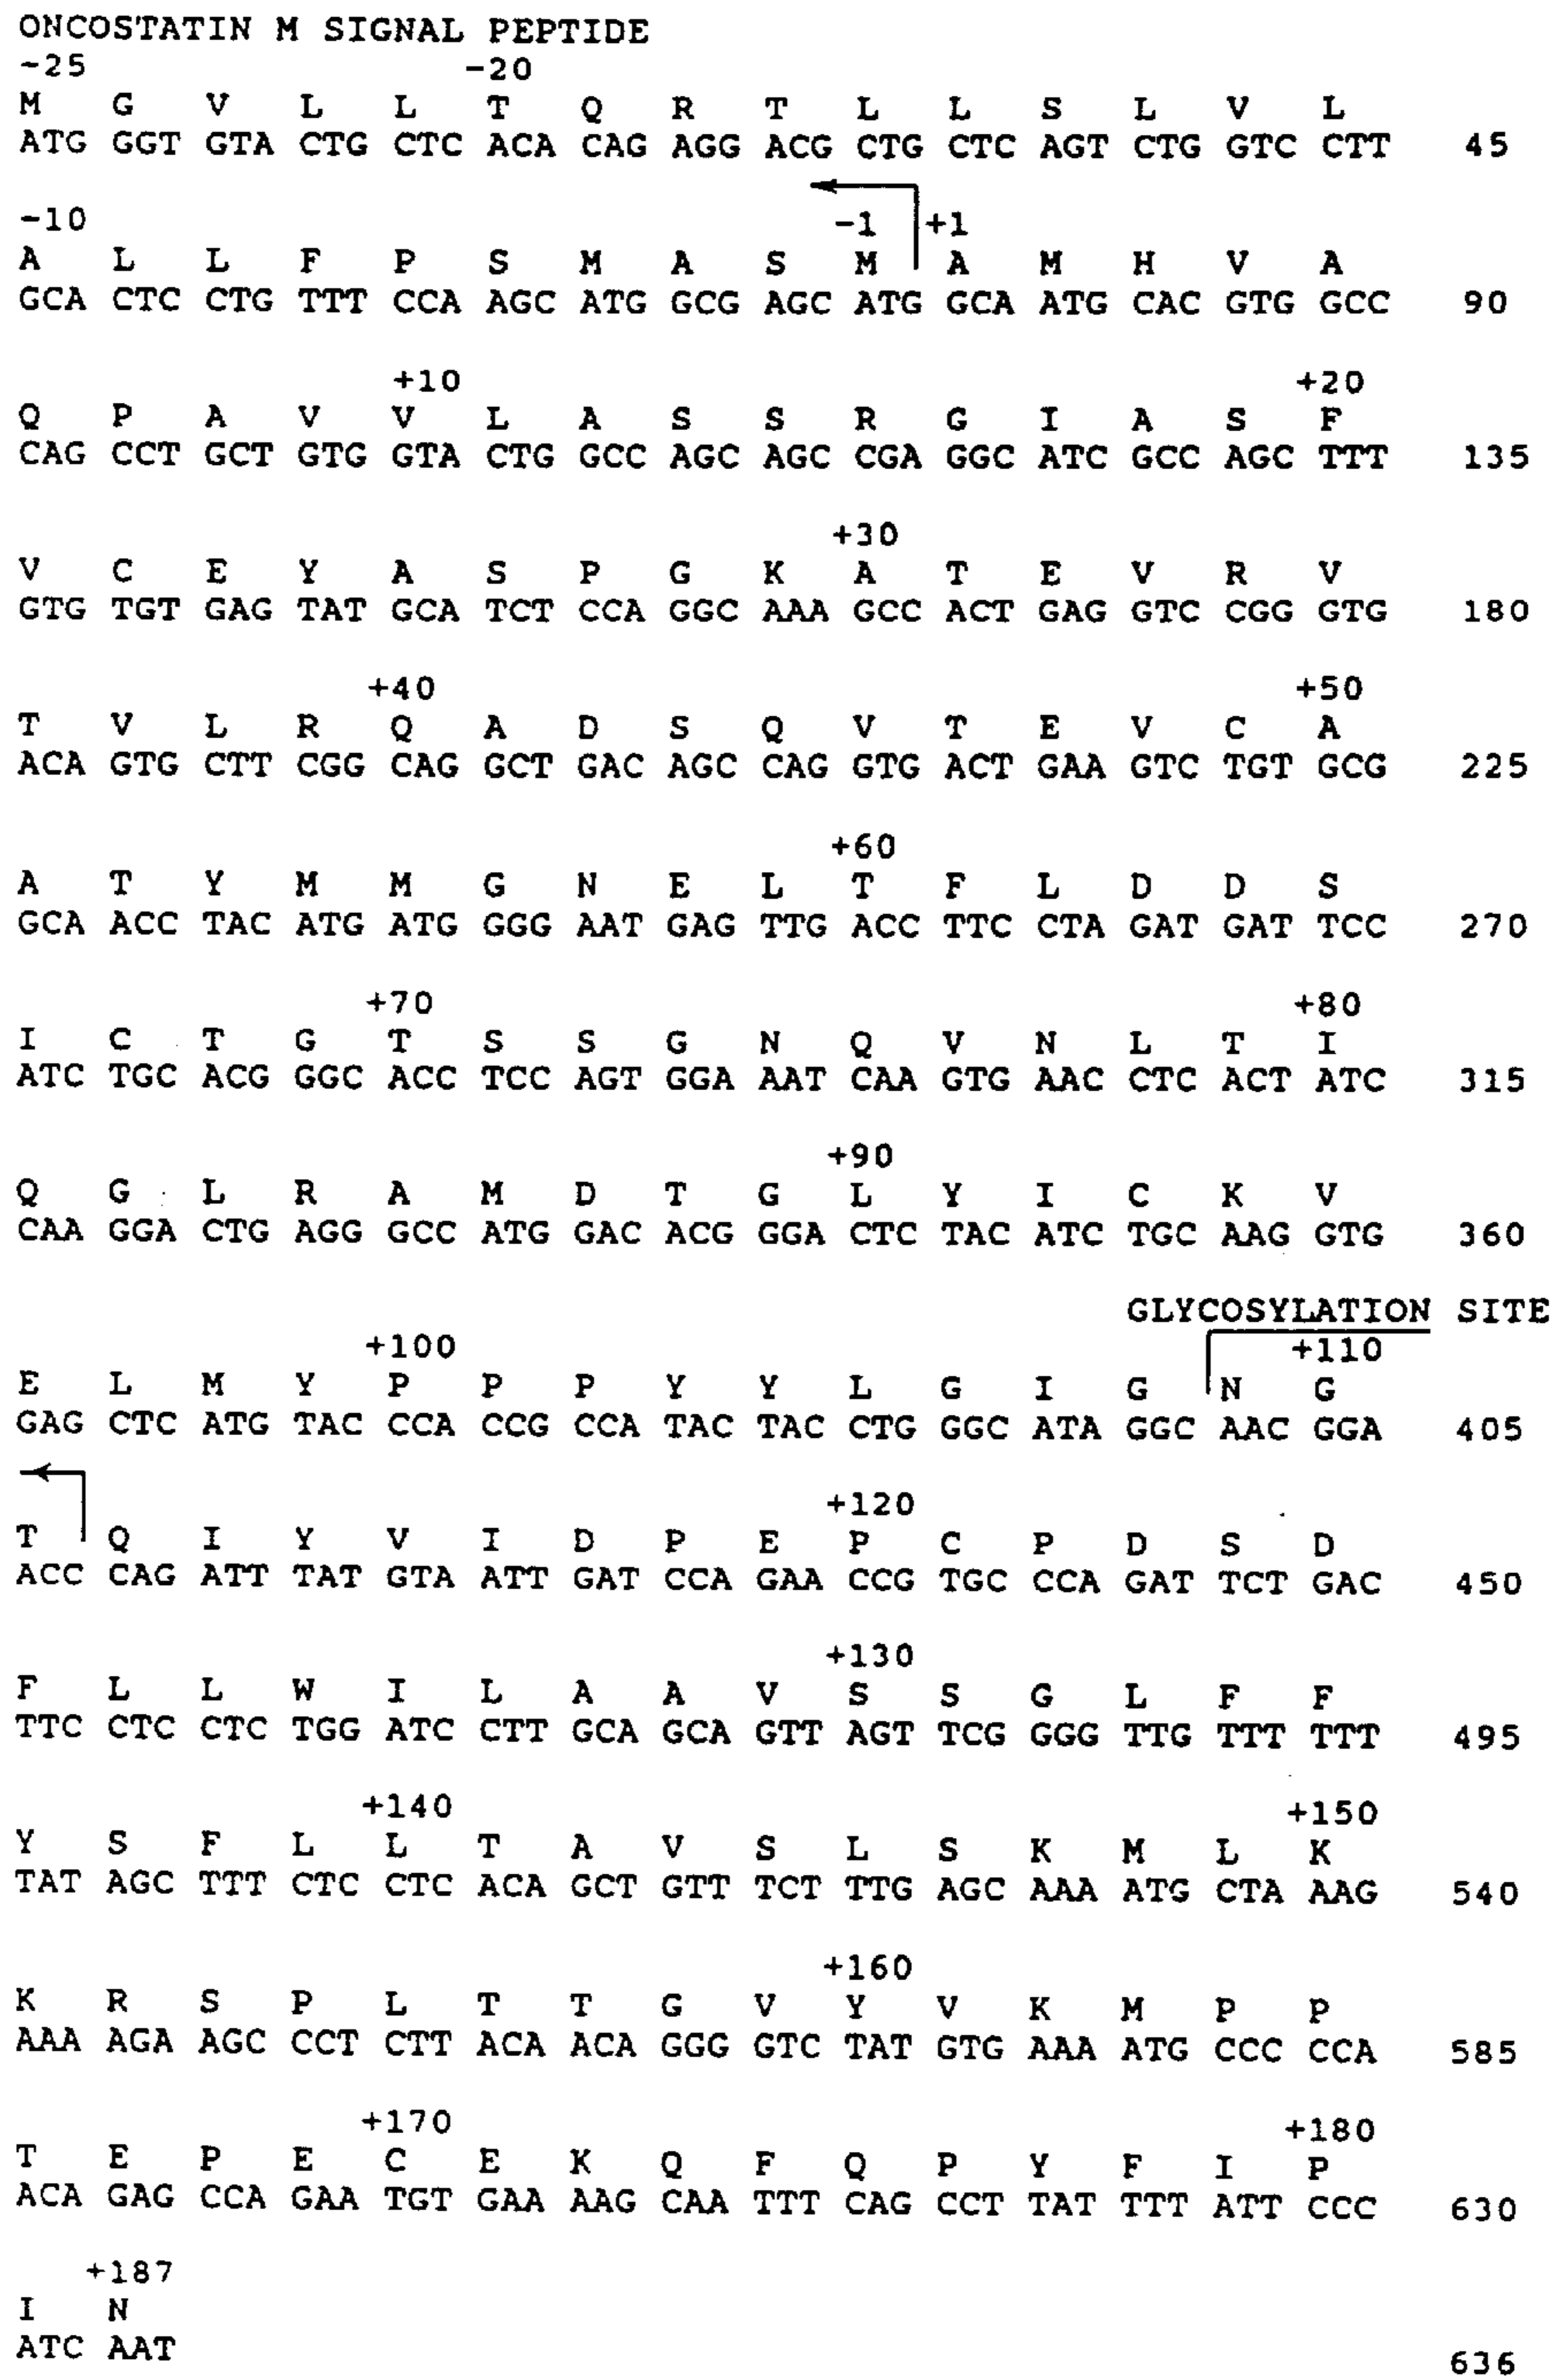 ONCOSTATIN M SIGNAL PEPTIDE
-25 -20
M G V L L T Q R T L L S L V L
ATG GGT GTA CTG CTC ACA CAG AGG ACG CTG CTC AGT CTG GTC CTT 45
-10 -1 +1
A L L F P S M A S M A M H V A
GCA CTC CTG TTT CCA AGC ATG GCG AGC ATG GCA ATG CAC GTG GCC 90
+10 +20
Q P A V V L A S S R G I A S F
CAG CCT GCT GTG GTA CTG GCC AGC AGC CGA GGC ATC GCC AGC TTT 135
+30
V C E Y A S P G K A T E V R V
GTG TGT GAG TAT GCA TCT CCA GGC AAA GCC ACT GAG GTC CGG GTG 180
+40 +50
T V L R Q A D S Q V T E V C A
ACA GTG CTT CGG CAG GCT GAC AGC CAG GTG ACT GAA GTC TGT GCG 225
+60
A T Y M M G N E L T F L D D S
GCA ACC TAC ATG ATG GGG AAT GAG TTG ACC TTC CTA GAT GAT TCC 270
+70 +80
I C T G T S S G N Q V N L T I
ATC TGC ACG GGC ACC TCC AGT GGA AAT CAA GTG AAC CTC ACT ATC 315
+90
Q G L R A M D T G L Y I C K V
CAA GGA CTG AGG GCC ATG GAC ACG GGA CTC TAC ATC TGC AAG GTG 360
GLYCOSYLATION SITE
+100 +110
E L M Y P P P Y Y L G I G N G
GAG CTC ATG TAC CCA CCG CCA TAC TAC CTG GGC ATA GGC AAC GGA 405
+120
T Q I Y V I D P E P C P D S D
ACC CAG ATT TAT GTA ATT GAT CCA GAA CCG TGC CCA GAT TCT GAC 450
+130
F L L W I L A A V S S G L F F
TTC CTC CTC TGG ATC CTT GCA GCA GTT AGT TCG GGG TTG TTT TTT 495
+140 +150
Y S F L L T A V S L S K M L K
TAT AGC TTT CTC CTC ACA GCT GTT TCT TTG AGC AAA ATG CTA AAG 540
+160
K R S P L T T G V Y V K M P P
AAA AGA AGC CCT CTT ACA ACA GGG GTC TAT GTG AAA ATG CCC CCA 585
+170 +180
T E P E C E K Q F Q P Y F I P
ACA GAG CCA GAA TGT GAA AAG CAA TTT CAG CCT TAT TTT ATT CCC 630
+187
I N
ATC AAT 636